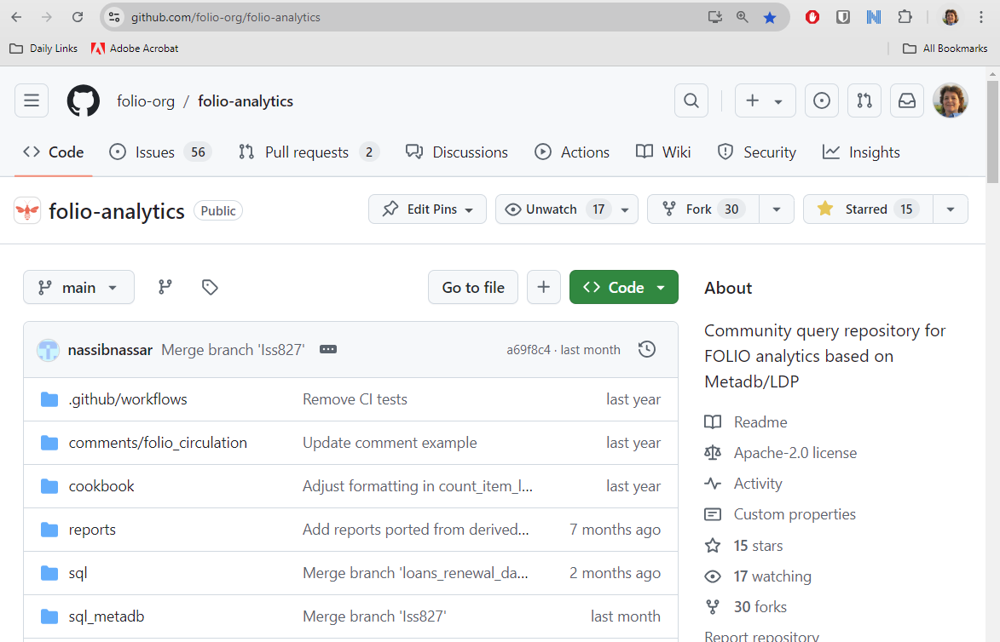 github.com/folio-org/folio-analytics
Daily Links Adobe Acrobat All Bookmarks
folio-org / folio-analytics
Code Issues 56 Pull requests 2 Discussions Actions Wiki Security Insights
folio-analytics Public Edit Pins Unwatch 17 Fork 30 Starred 15
main Go to file Code
About
Community query repository for
FOLIO analytics based on
Metadb/LDP
Readme
Apache-2.0 license
Activity
Custom properties
15 stars
17 watching
30 forks
Report repository
nassibnassar Merge branch 'Iss827' a69f8c4 · last month
.github/workflows Remove CI tests last year
comments/folio_circulation Update comment example last year
cookbook Adjust formatting in count_item_l... last year
reports Add reports ported from derived... 7 months ago
sql Merge branch 'loans_renewal_da... 2 months ago
sql_metadb Merge branch 'Iss827' last month